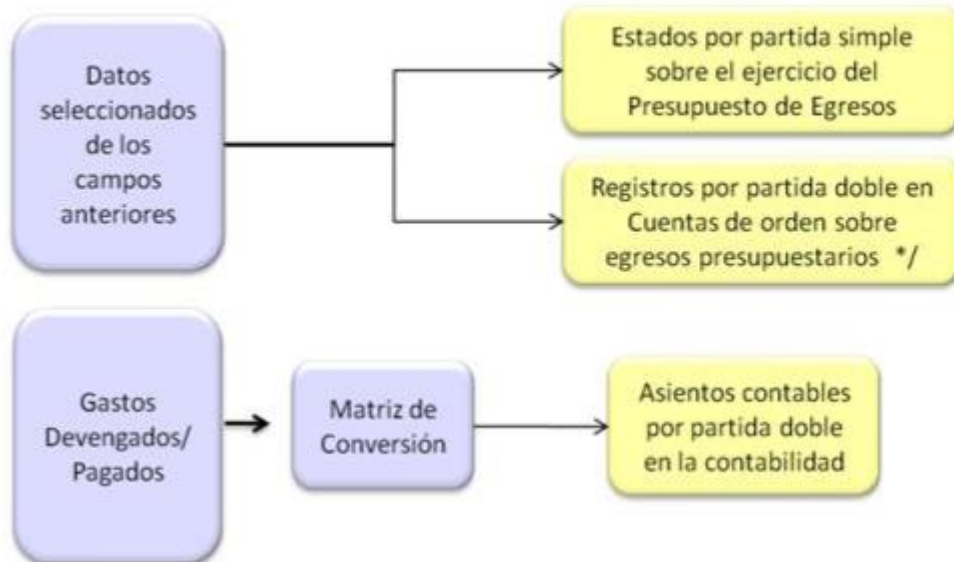 Datos
seleccionados
de los
campos
anteriores
Estados por partida simple
sobre el ejercicio del
Presupuesto de Egresos
Registros por partida doble en
Cuentas de orden sobre
egresos presupuestarios */
Gastos
Devengados/
Pagados
Matriz de
Conversión
Asientos contables
por partida doble
en la contabilidad